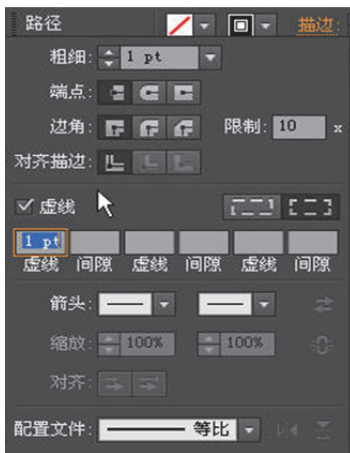 路径 描边:
粗细: 1 pt
端点:
边角: 限制: 10 x
对齐描边:
虚线
1 pt
虚线 间隙 虚线 间隙 虚线 间隙
箭头:
缩放: 100% 100%
对齐:
配置文件: 等比